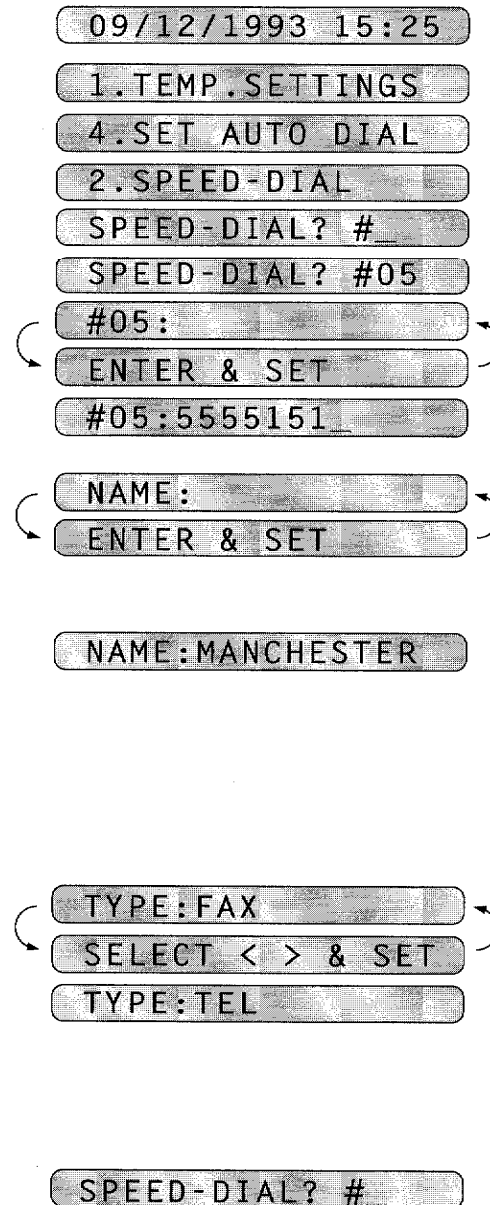 09/12/1993 15:25
1.TEMP.SETTINGS
4.SET AUTO DIAL
2.SPEED-DIAL
SPEED-DIAL? #_
SPEED-DIAL? #05
#05:
ENTER & SET
#05:5555151_
NAME:
ENTER & SET
NAME:MANCHESTER
TYPE:FAX
SELECT < > & SET
TYPE:TEL
SPEED-DIAL? #